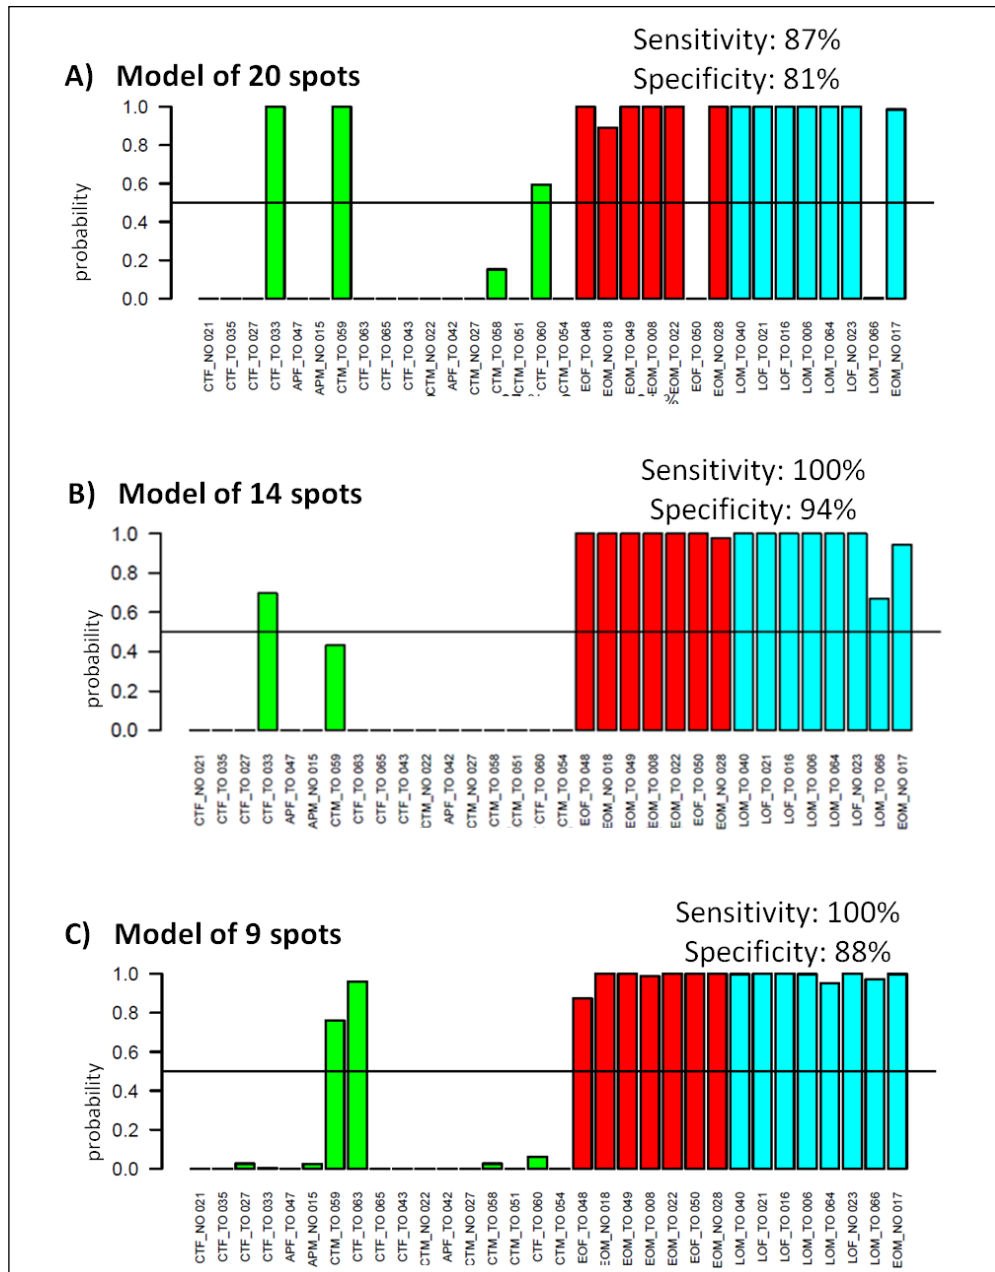 Sensitivity: 87%
A) Model of 20 spots
Specificity: 81%
1.0
0.8
0.6
0.4
0.2
0.0
probability
CTF_NO 021
CTF_TO 035
CTF_TO 027
CTF_TO 033
APF_TO 047
APM_NO 015
CTM_TO 059
CTF_TO 063
CTF_TO 065
CTF_TO 043
CTM_NO 022
APF_TO 042
CTM_NO 027
CTM_TO 058
CTM_TO 051
CTF_TO 060
CTM_TO 054
EOF_TO 048
EOM_NO 018
EOM_TO 049
EOM_TO 008
EOM_TO 022
EOF_TO 050
EOM_NO 028
LOM_TO 040
LOF_TO 021
LOF_TO 016
LOM_TO 006
LOM_TO 064
LOF_NO 023
LOM_TO 066
EOM_NO 017
Sensitivity: 100%
B) Model of 14 spots
Specificity: 94%
1.0
0.8
0.6
0.4
0.2
0.0
probability
CTF_NO 021
CTF_TO 035
CTF_TO 027
CTF_TO 033
APF_TO 047
APM_NO 015
CTM_TO 059
CTF_TO 063
CTF_TO 065
CTF_TO 043
CTM_NO 022
APF_TO 042
CTM_NO 027
CTM_TO 058
CTM_TO 051
CTF_TO 060
CTM_TO 054
EOF_TO 048
EOM_NO 018
EOM_TO 049
EOM_TO 008
EOM_TO 022
EOF_TO 050
EOM_NO 028
LOM_TO 040
LOF_TO 021
LOF_TO 016
LOM_TO 006
LOM_TO 064
LOF_NO 023
LOM_TO 066
EOM_NO 017
Sensitivity: 100%
C) Model of 9 spots
Specificity: 88%
1.0
0.8
0.6
0.4
0.2
0.0
probability
CTF_NO 021
CTF_TO 035
CTF_TO 027
CTF_TO 033
APF_TO 047
APM_NO 015
CTM_TO 059
CTF_TO 063
CTF_TO 065
CTF_TO 043
CTM_NO 022
APF_TO 042
CTM_NO 027
CTM_TO 058
CTM_TO 051
CTF_TO 060
CTM_TO 054
EOF_TO 048
EOM_NO 018
EOM_TO 049
EOM_TO 008
EOM_TO 022
EOF_TO 050
EOM_NO 028
LOM_TO 040
LOF_TO 021
LOF_TO 016
LOM_TO 006
LOM_TO 064
LOF_NO 023
LOM_TO 066
EOM_NO 017